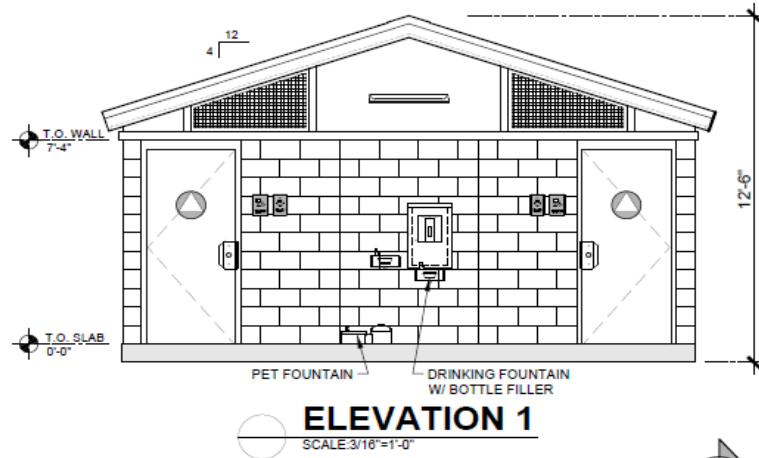 12
4
T.O. WALL
7'-4"
12'-6"
T.O. SLAB
0'-0"
PET FOUNTAIN
DRINKING FOUNTAIN
W/ BOTTLE FILLER
ELEVATION 1
SCALE:3/16"=1'-0"